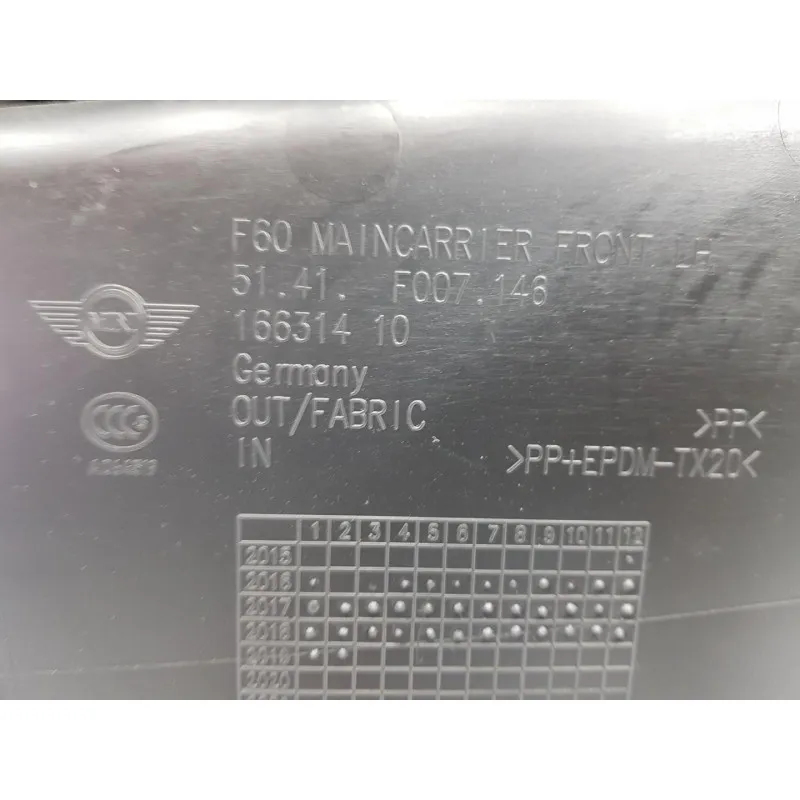 F60 MAINCARRIER FRONT LH
51.41. F007.146
166314 10
Germany
OUT/FABRIC >PP<
IN >PP+EPDM-TX20<
CCC S
1 2 3 4 5 6 7 8 9 10 11 12
2015
2016
2017
2018
2019
2020